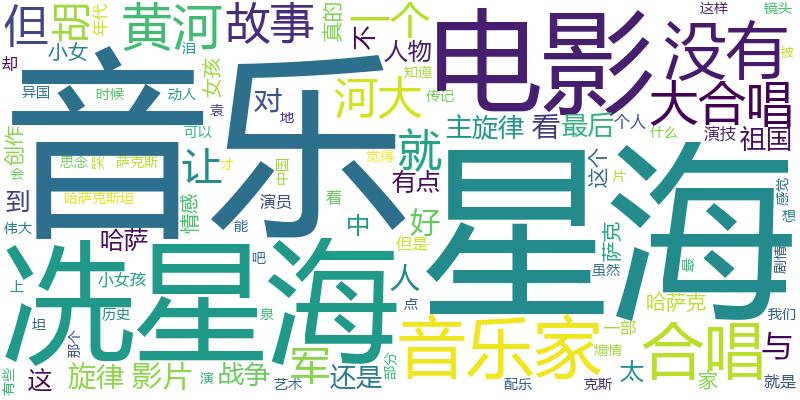 但
胡
年代
黄河
故事
一个
真的
不
电影
没有
这样
镜头
却
小女
泪
女孩
人物
被
异国
时候
动人
袁
对
地
知道
传记
河大
大合唱
音乐
创作
会
思念
可以
萨克斯
张
才
让
主旋律
看
最后
个人
什么
演技
祖国
就
觉得
中国
哈萨克斯坦
到
伟大
情感
演员
着
有点
这个
片
感觉
想
哈萨
能
中
好
但是
萨克
星海
冼星海
小女孩
吧
人
虽然
最
剧情
上
坦
那个
历史
泉
点
哈萨克
我们
音乐家
一部
煽情
合唱
与
有些
这
旋律
影片
演
战争
艺术
军
还是
部分
配乐
克斯
太
家
就是